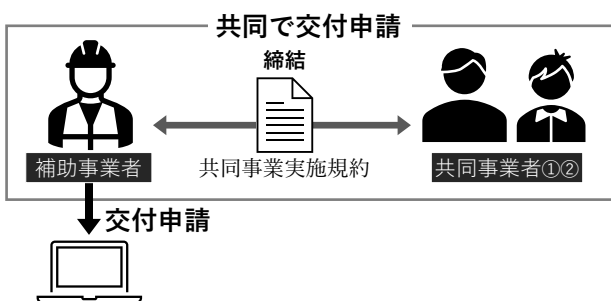 共同で交付申請
締結
補助事業者
共同事業実施規約
共同事業者①②
交付申請